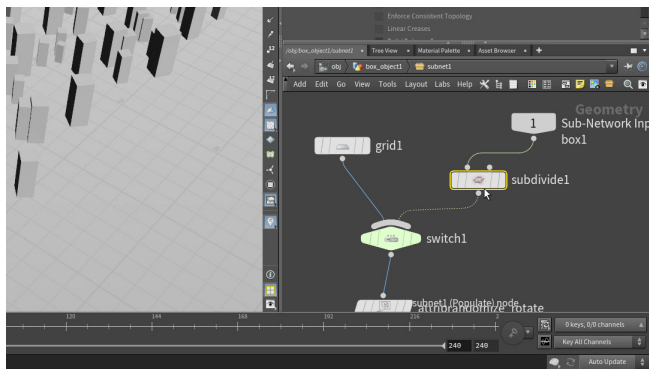 Enforce Consistent Topology
Linear Creases
/obj/box_object1/subnet1 × Tree View × Material Palette × Asset Browser × +
obj box_object1 subnet1
Add Edit Go View Tools Layout Labs Help
Geometry
1 Sub-Network Inp
box1
grid1
subdivide1
switch1
subnet1 (Populate) node
attribrandomize_rotate
120 144 168 192 216 2
0 keys, 0/0 channels
240 240 Key All Channels
Auto Update